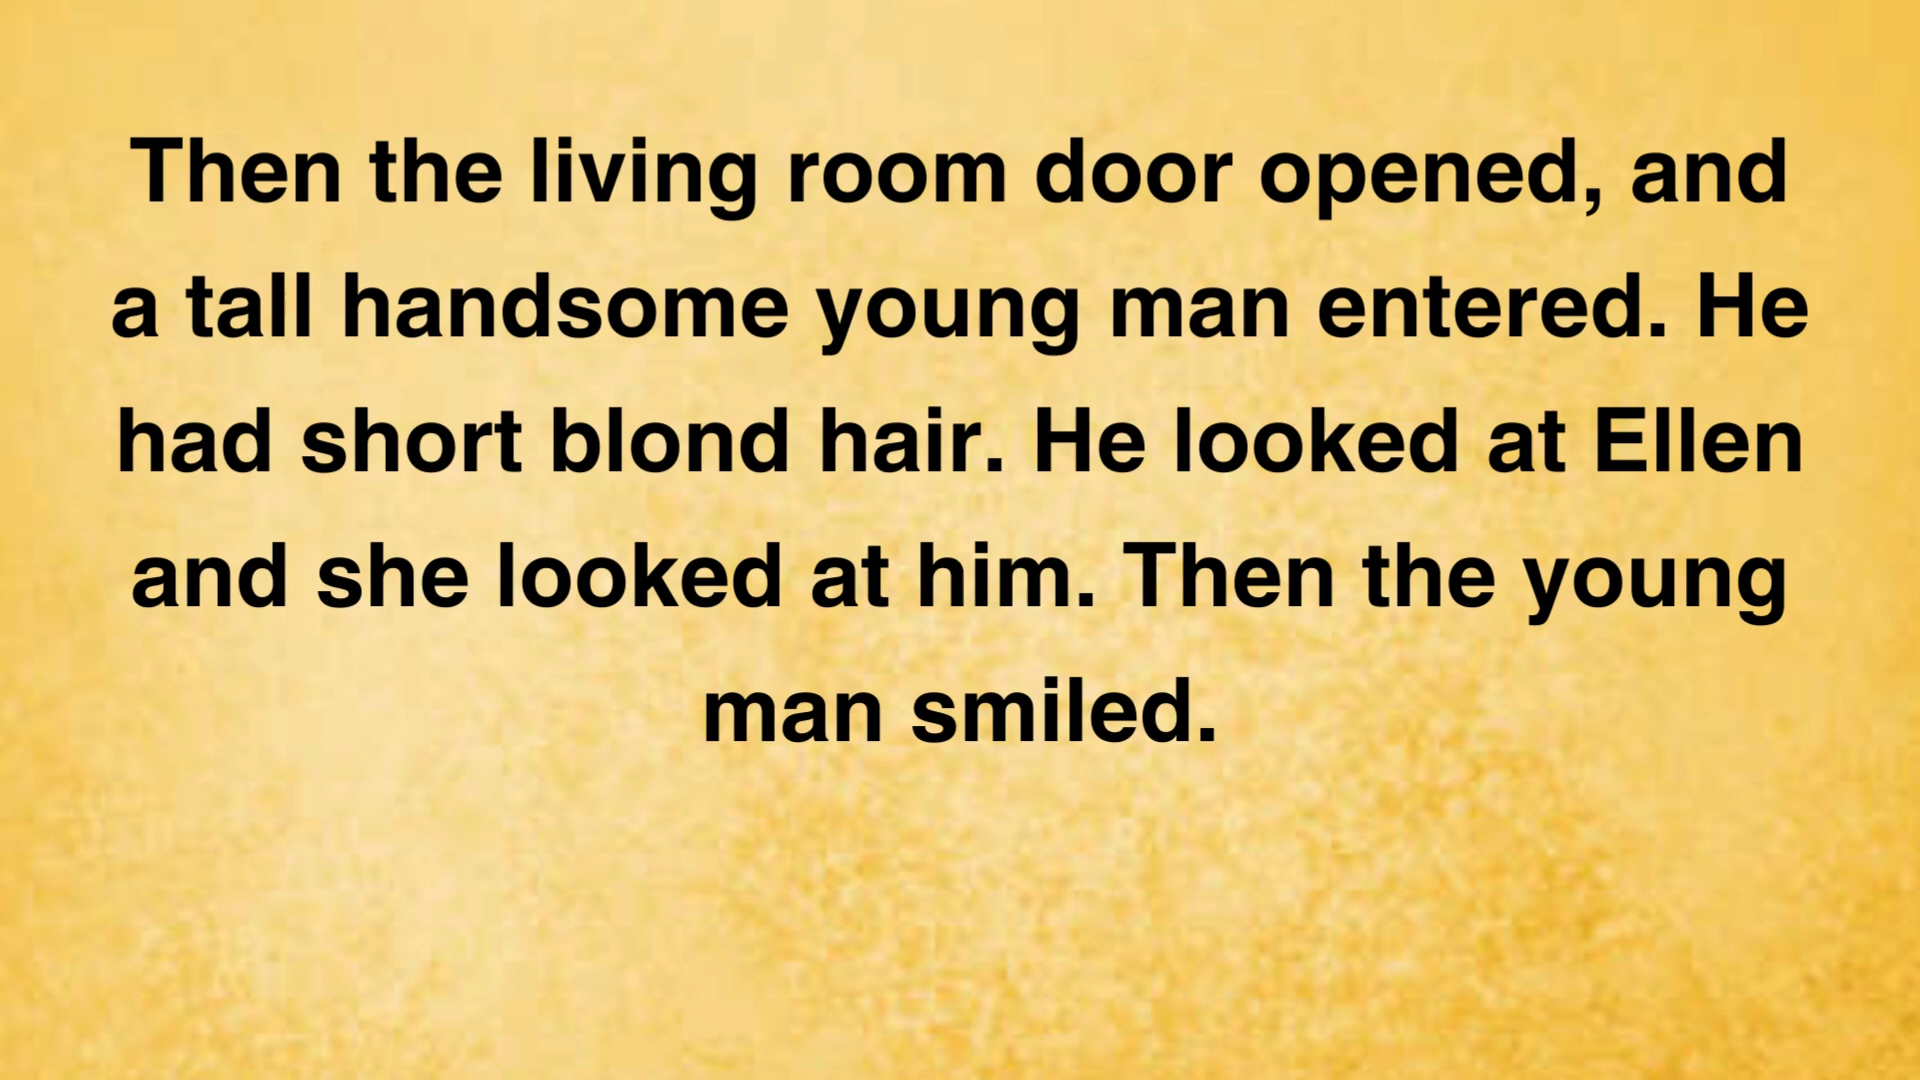 Then the living room door opened, and
a tall handsome young man entered. He
had short blond hair. He looked at Ellen
and she looked at him. Then the young
man smiled.